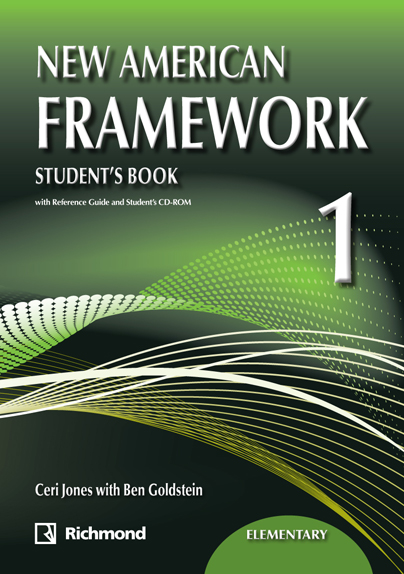 NEW AMERICAN
FRAMEWORK
STUDENT'S BOOK
with Reference Guide and Student's CD-ROM
1
Ceri Jones with Ben Goldstein
Richmond
ELEMENTARY